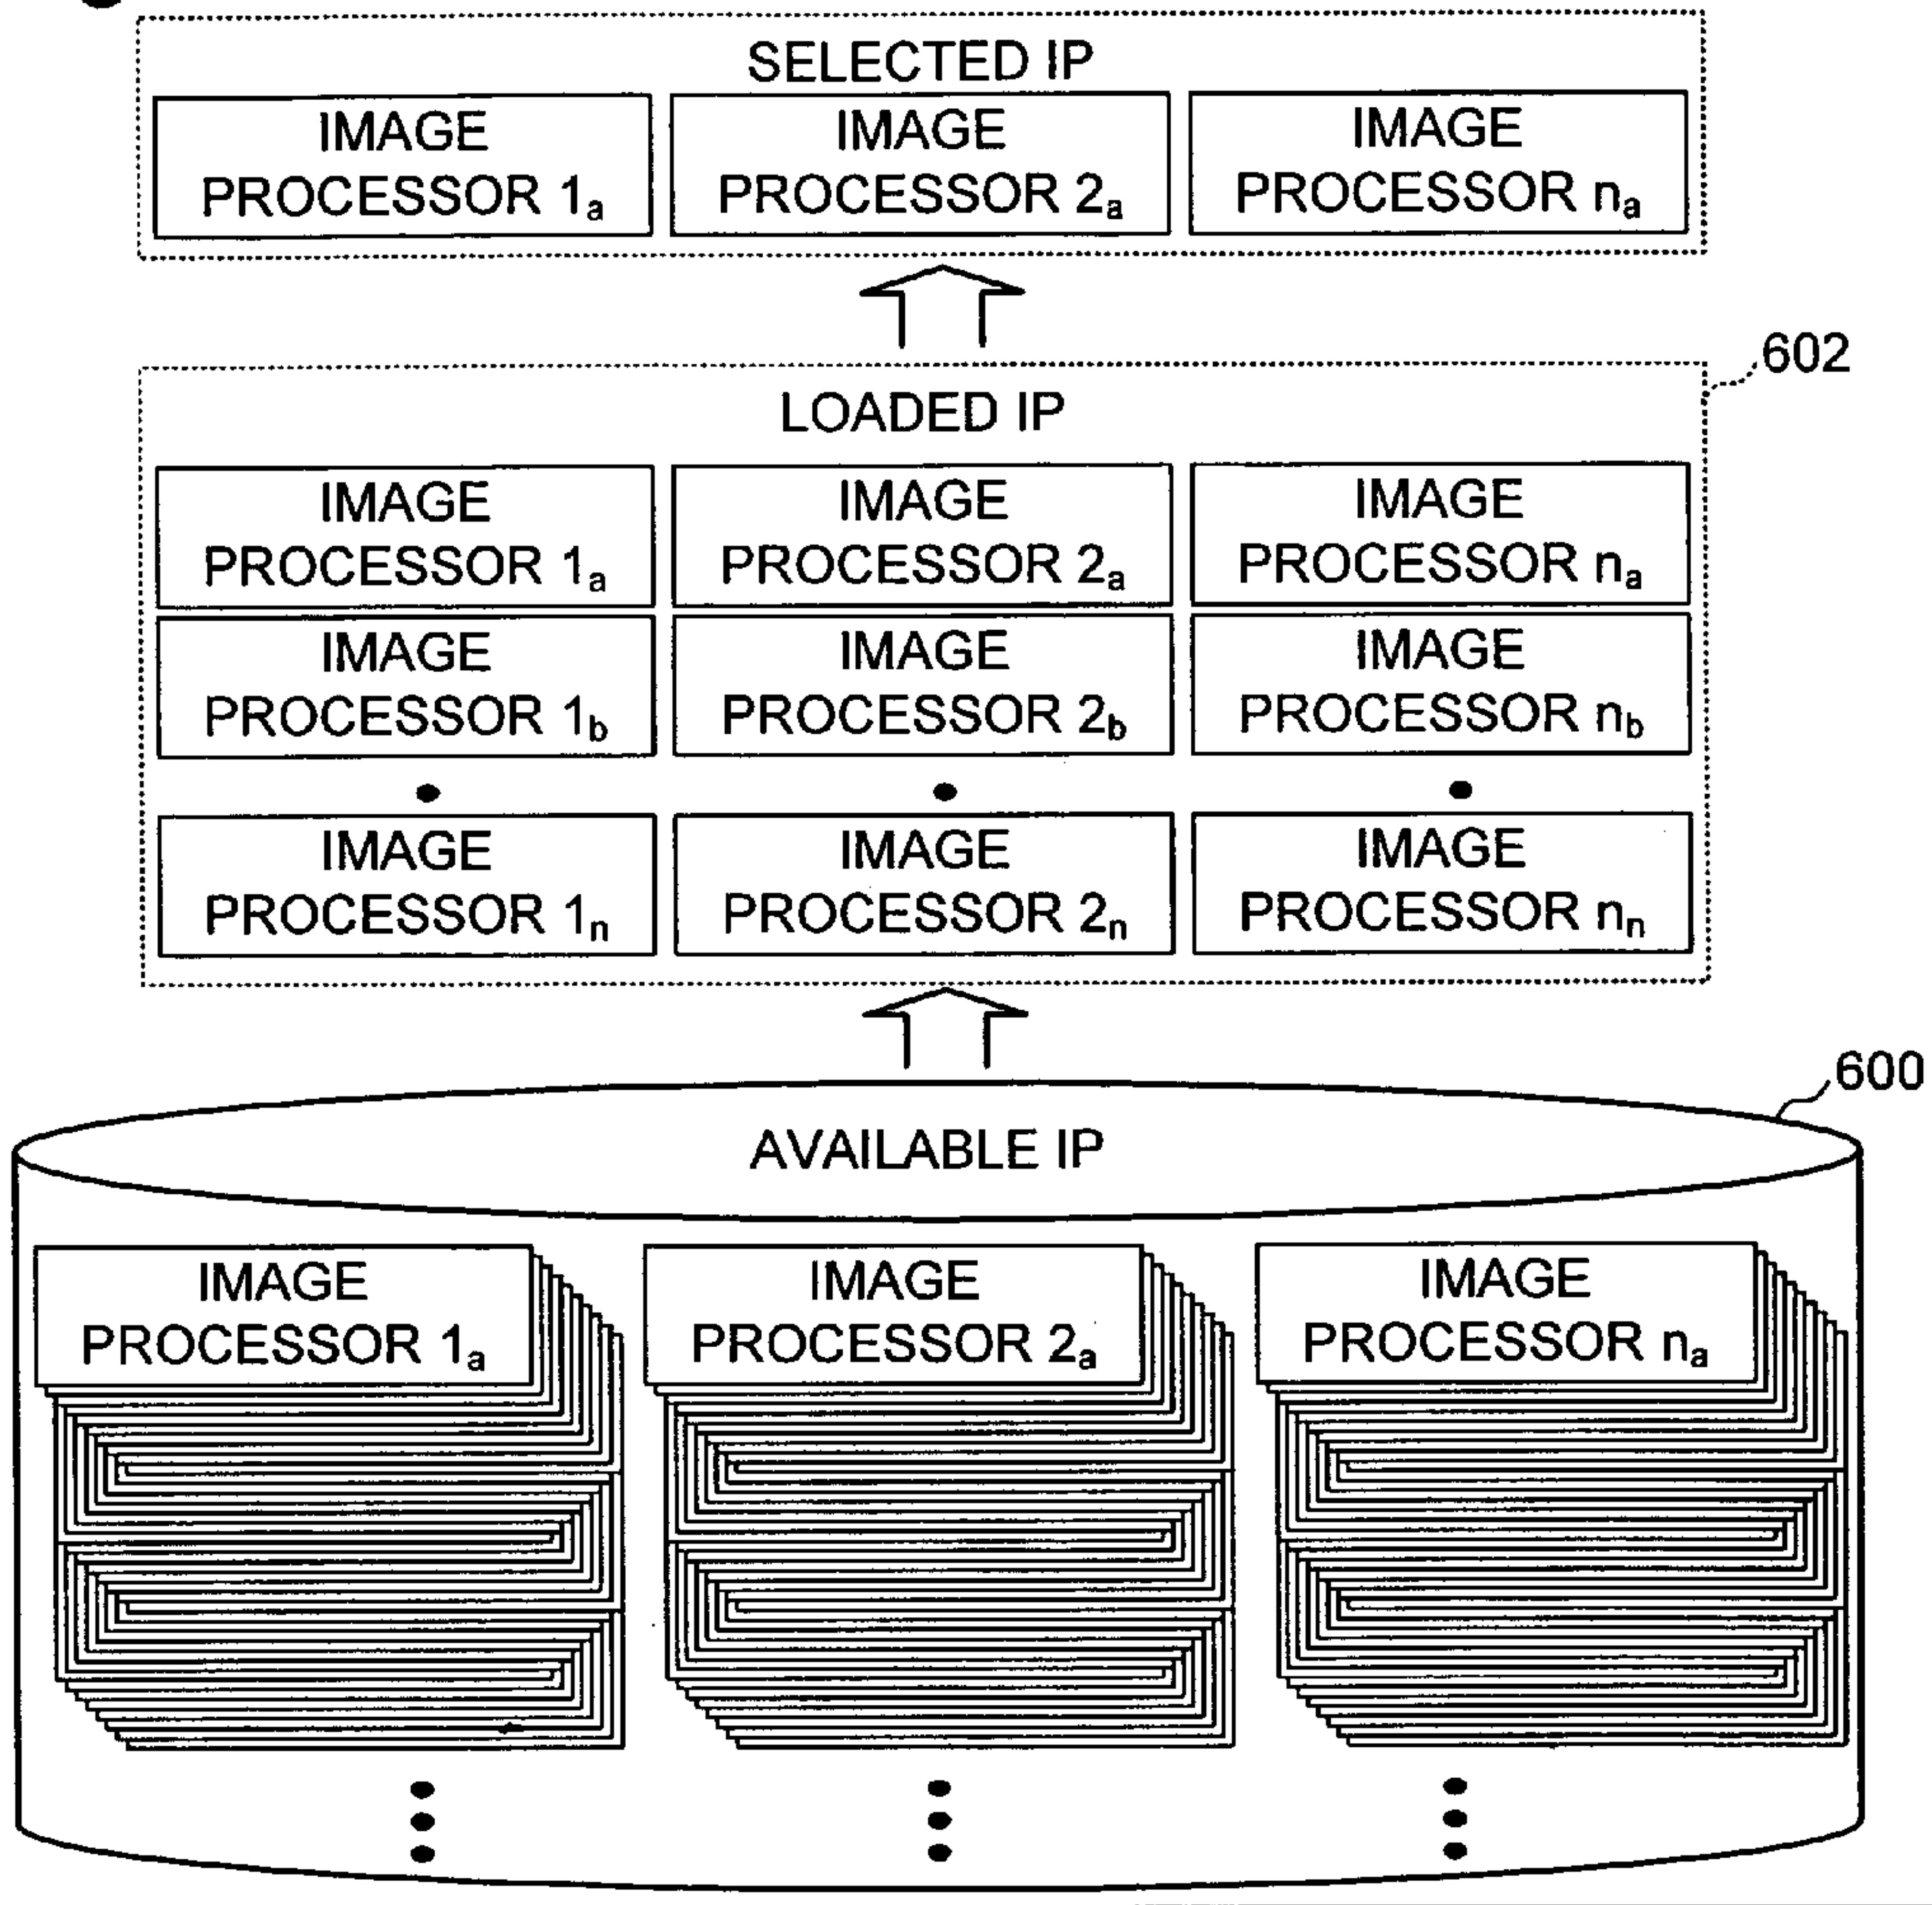 SELECTED IP
IMAGE PROCESSOR 1a
IMAGE PROCESSOR 2a
IMAGE PROCESSOR na
602
LOADED IP
IMAGE PROCESSOR 1a
IMAGE PROCESSOR 2a
IMAGE PROCESSOR na
IMAGE PROCESSOR 1b
IMAGE PROCESSOR 2b
IMAGE PROCESSOR nb
IMAGE PROCESSOR 1n
IMAGE PROCESSOR 2n
IMAGE PROCESSOR nn
600
AVAILABLE IP
IMAGE PROCESSOR 1a
IMAGE PROCESSOR 2a
IMAGE PROCESSOR na